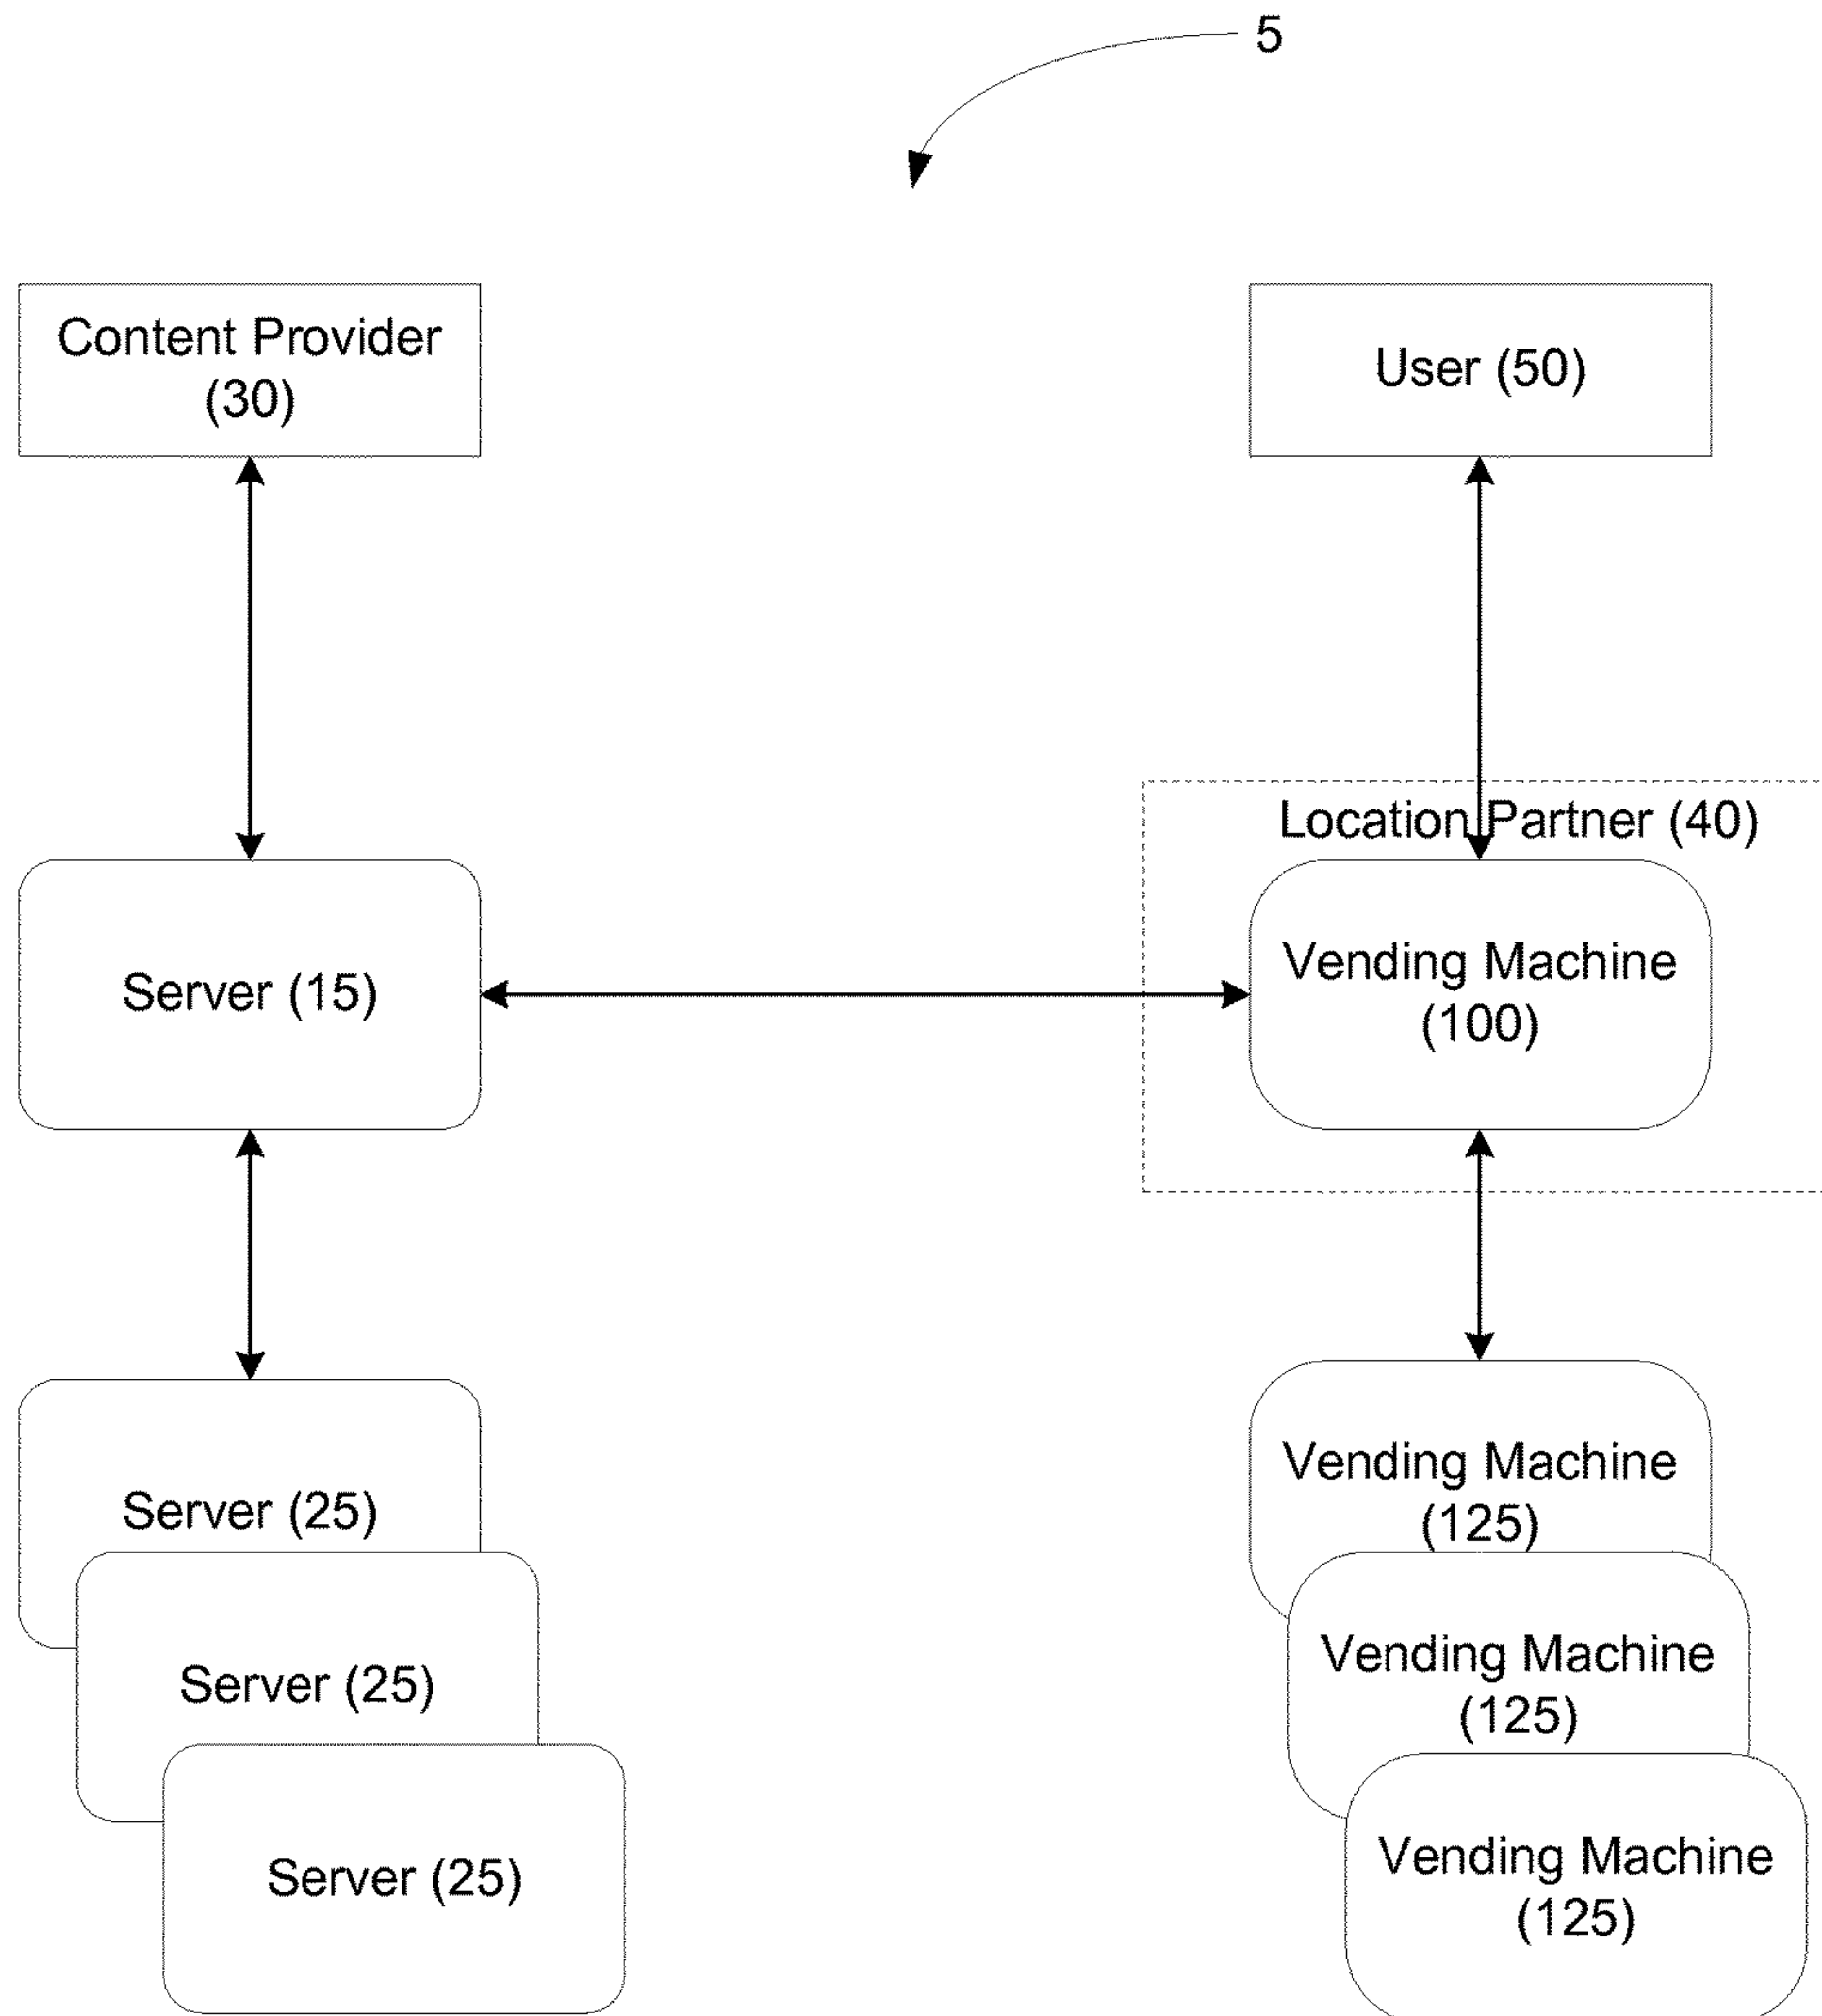 5
Content Provider
(30)
User (50)
Location Partner (40)
Server (15)
Vending Machine
(100)
Server (25)
Vending Machine
(125)
Server (25)
Vending Machine
(125)
Server (25)
Vending Machine
(125)